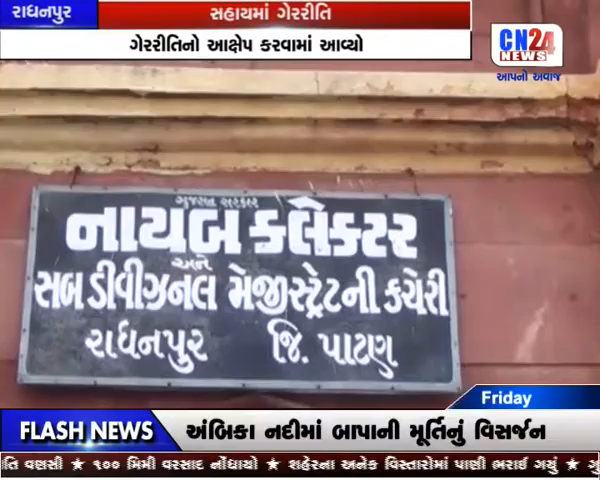 રાધનપુર
સહાયમાં ગેરરીતિ
ગેરરીતિનો આક્ષેપ કરવામાં આવ્યો
CN24
NEWS
આપનો અવાજ
ગુજરાત સરકાર
નાયબ કલેક્ટર
અને
સબ ડીવીઝનલ મેજીસ્ટ્રેટની કચેરી
રાધનપુર જિ. પાટણ
Friday
FLASH NEWS અંબિકા નદીમાં બાપાની મૂર્તિનું વિસર્જન
વણસી ★ ૧૦૦ મિમી વરસાદ નોંધાયો ★ શહેરના અનેક વિસ્તારોમાં પાણી ભરાઈ ગયું ★